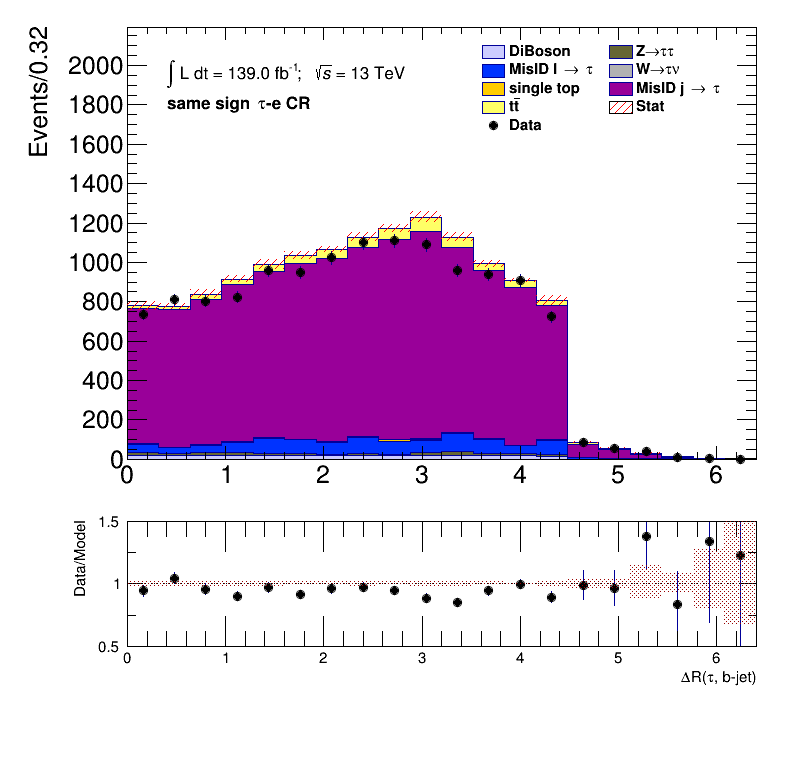 Events/0.32
2000
1800
1600
1400
1200
1000
800
600
400
200
0
∫ L dt = 139.0 fb⁻¹; √s = 13 TeV
same sign τ-e CR
DiBoson
Z→ττ
MisID l → τ
W→τν
single top
MisID j → τ
tt̄
Stat
Data
0 1 2 3 4 5 6
Data/Model
1.5
1
0.5
0 1 2 3 4 5 6
ΔR(τ, b-jet)